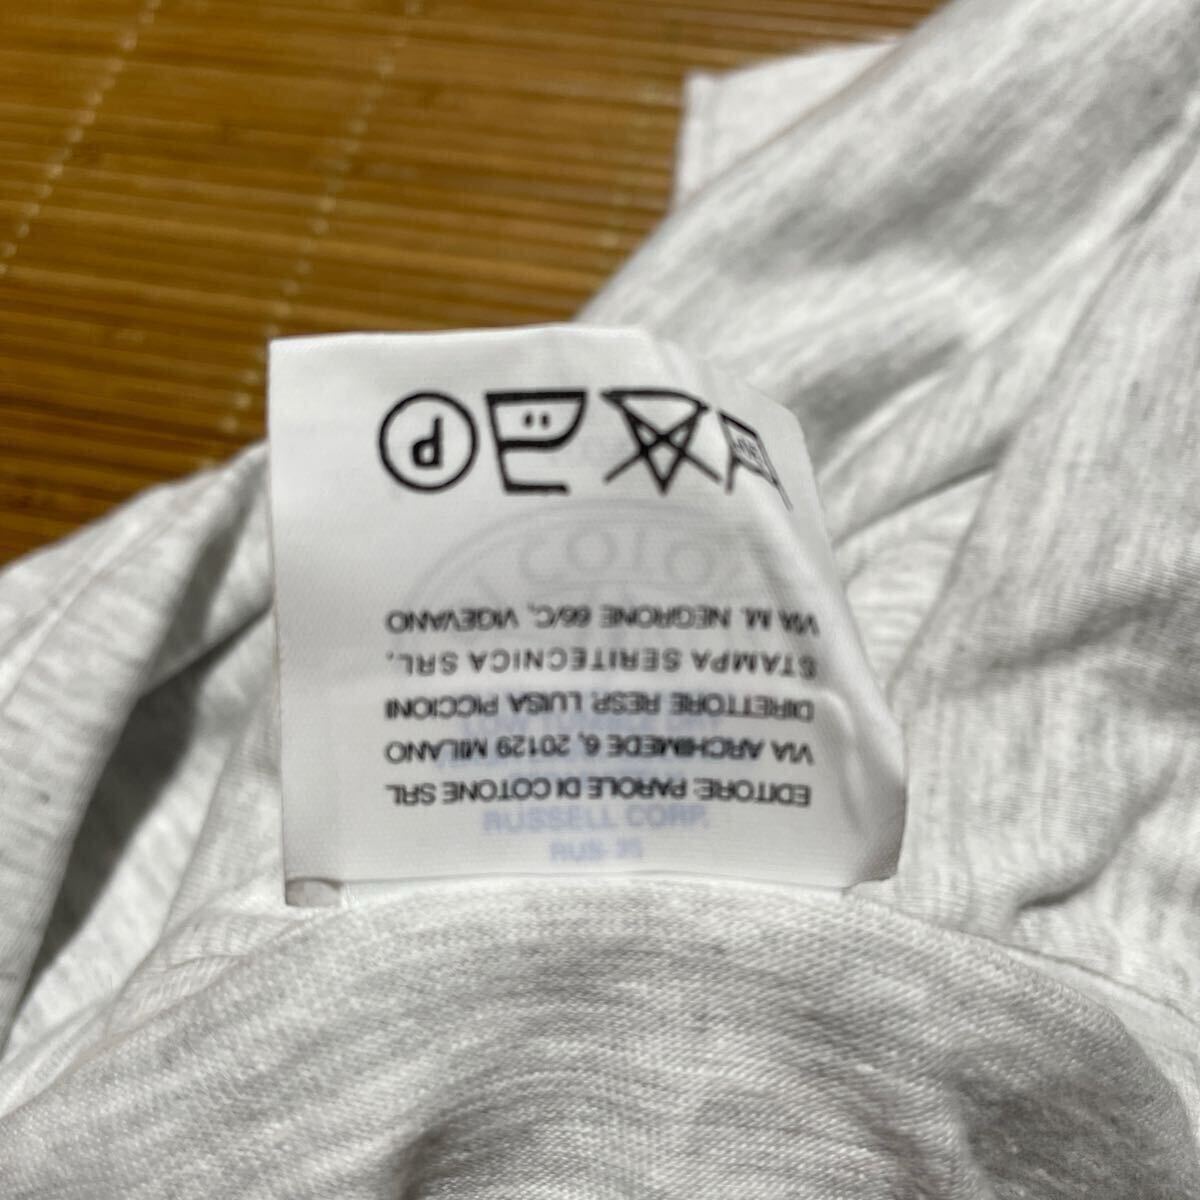 EDITORE: PAROLE DI COTONE SRL
VIA ARCHIMEDE 6, 20129 MILANO
DIRETTORE RESP. LUISA PICCIONI
STAMPA SERITECNICA SRL,
VIA M. NEGRONE 66/C, VIGEVANO
P
RUSSELL CORP.